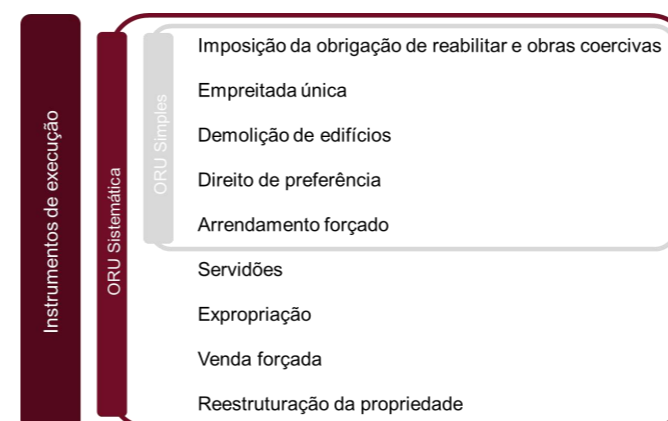 Instrumentos de execução
ORU Sistemática
ORU Simples
Imposição da obrigação de reabilitar e obras coercivas
Empreitada única
Demolição de edifícios
Direito de preferência
Arrendamento forçado
Servidões
Expropriação
Venda forçada
Reestruturação da propriedade